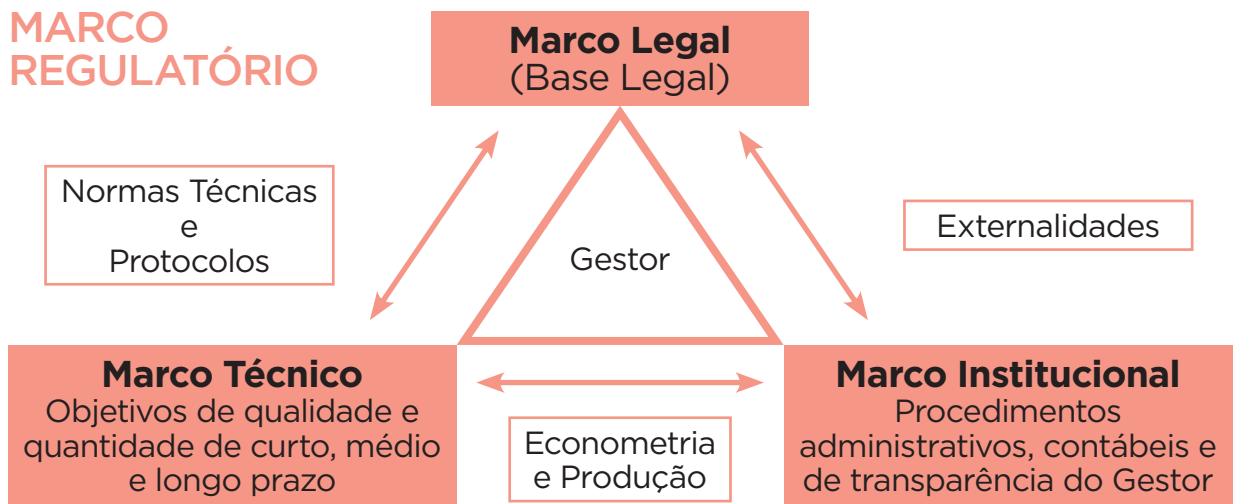 MARCO
REGULATÓRIO
Marco Legal
(Base Legal)
Normas Técnicas
e
Protocolos
Externalidades
Gestor
Marco Técnico
Objetivos de qualidade e
quantidade de curto, médio
e longo prazo
Econometria
e Produção
Marco Institucional
Procedimentos
administrativos, contábeis e
de transparência do Gestor